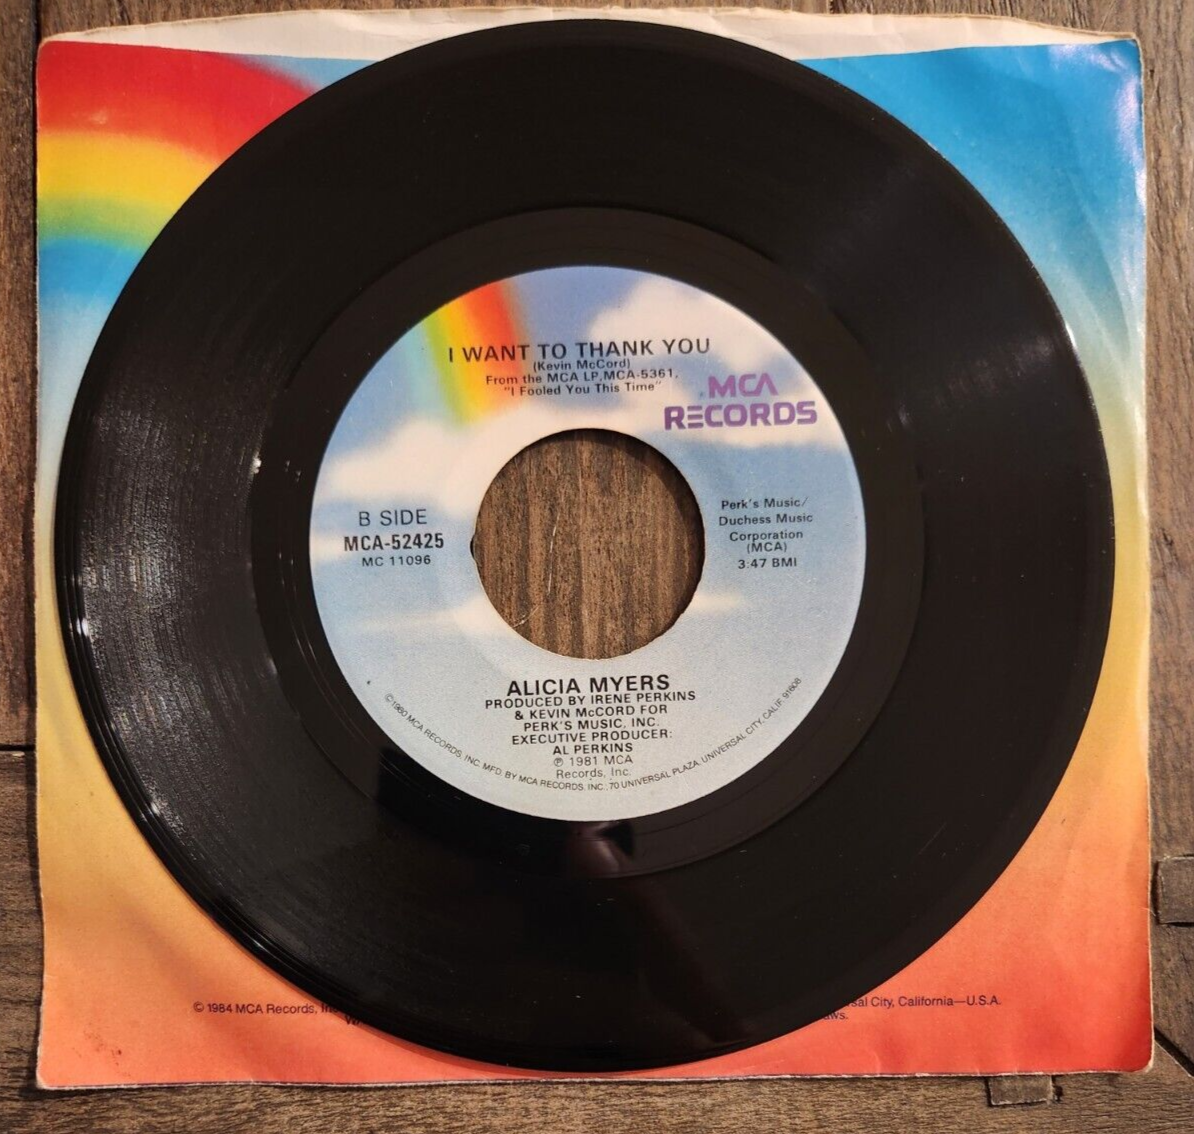 I WANT TO THANK YOU
(Kevin McCord)
From the MCA LP, MCA-5361,
"I Fooled You This Time"
MCA
RECORDS
B SIDE
MCA-52425
MC 11096
Perk's Music/
Duchess Music
Corporation
(MCA)
3:47 BMI
ALICIA MYERS
PRODUCED BY IRENE PERKINS
& KEVIN McCORD FOR
PERK'S MUSIC, INC.
EXECUTIVE PRODUCER:
AL PERKINS
℗ 1981 MCA
Records, Inc.
©1980 MCA RECORDS, INC. MFD. BY MCA RECORDS, INC., 70 UNIVERSAL PLAZA, UNIVERSAL CITY, CALIF. 91608
© 1984 MCA Records, sal City, California—U.S.A.